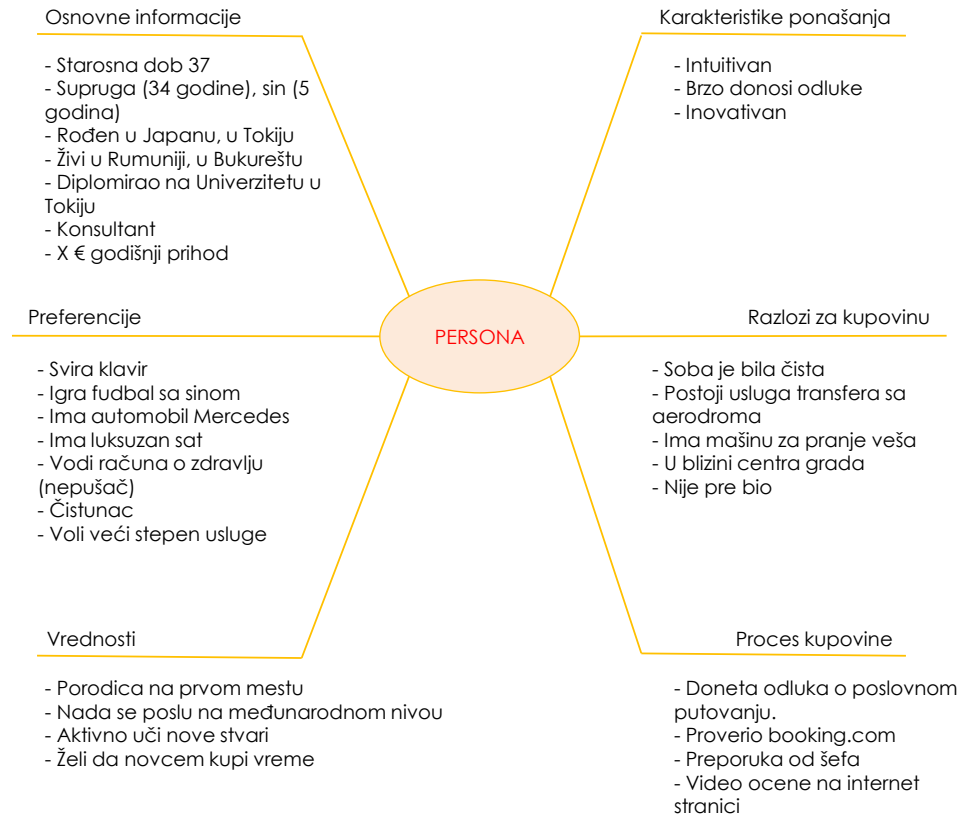 Osnovne informacije
- Starosna dob 37
- Supruga (34 godine), sin (5
godina)
- Rođen u Japanu, u Tokiju
- Živi u Rumuniji, u Bukureštu
- Diplomirao na Univerzitetu u
Tokiju
- Konsultant
- X € godišnji prihod
Karakteristike ponašanja
- Intuitivan
- Brzo donosi odluke
- Inovativan
PERSONA
Preferencije
- Svira klavir
- Igra fudbal sa sinom
- Ima automobil Mercedes
- Ima luksuzan sat
- Vodi računa o zdravlju
(nepušač)
- Čistunac
- Voli veći stepen usluge
Razlozi za kupovinu
- Soba je bila čista
- Postoji usluga transfera sa
aerodroma
- Ima mašinu za pranje veša
- U blizini centra grada
- Nije pre bio
Vrednosti
- Porodica na prvom mestu
- Nada se poslu na međunarodnom nivou
- Aktivno uči nove stvari
- Želi da novcem kupi vreme
Proces kupovine
- Doneta odluka o poslovnom
putovanju.
- Proverio booking.com
- Preporuka od šefa
- Video ocene na internet
stranici